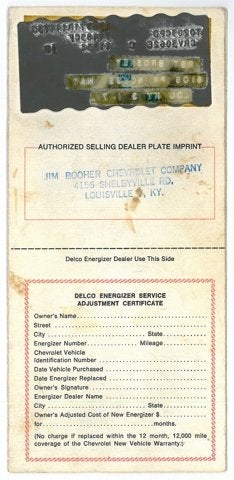 AUTHORIZED SELLING DEALER PLATE IMPRINT
JIM BOOHER CHEVROLET COMPANY
4156 SHELBYVILLE RD.
LOUISVILLE 7, KY.
Delco Energizer Dealer Use This Side
DELCO ENERGIZER SERVICE
ADJUSTMENT CERTIFICATE
Owner's Name
Street
City State
Energizer Number Mileage
Chevrolet Vehicle
Identification Number
Date Vehicle Purchased
Date Energizer Replaced
Owner's Signature
Energizer Dealer Name
City State
Owner's Adjusted Cost of New Energizer $
for months.
(No charge if replaced within the 12 month, 12,000 mile
coverage of the Chevrolet New Vehicle Warranty.)